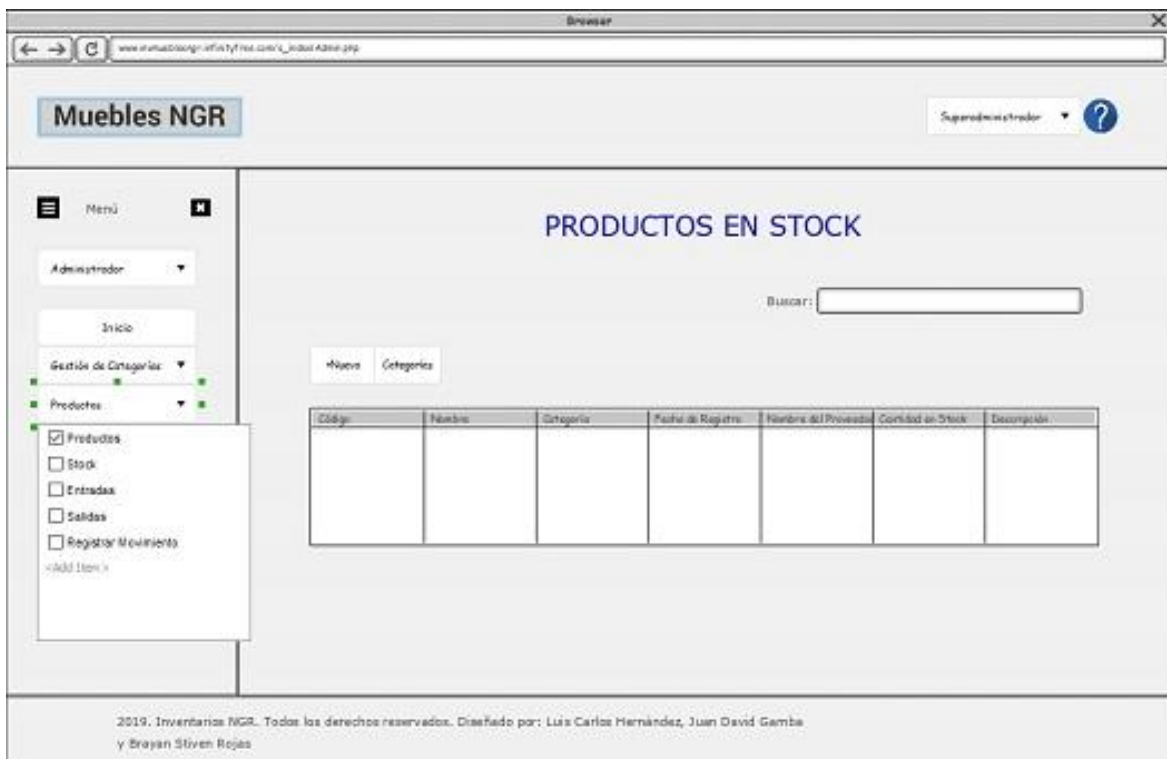 Browser
Muebles NGR
Superadministrador
?
Menú
Administrador
Inicio
Gestión de Categorías
Productos
Productos
Stock
Entradas
Salidas
Registrar Movimiento
<Add Item>
PRODUCTOS EN STOCK
Buscar:
+Nuevo Categorías
Código Nombre Categoría Fecha de Registro Nombre del Proveedor Cantidad en Stock Descripción
2019. Inventarios NGR. Todos los derechos reservados. Diseñado por: Luis Carlos Hernández, Juan David Gamba
y Brayan Stiven Rojas